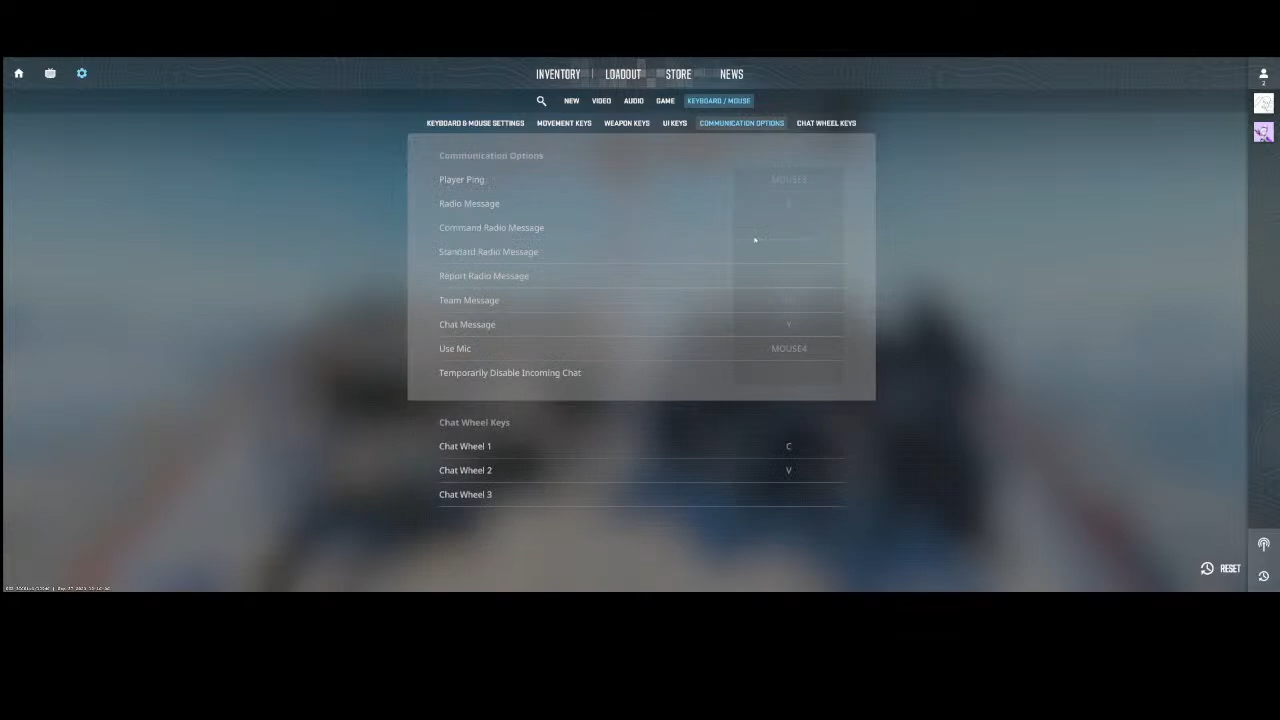 INVENTORY LOADOUT STORE NEWS
NEW VIDEO AUDIO GAME KEYBOARD / MOUSE
KEYBOARD & MOUSE SETTINGS MOVEMENT KEYS WEAPON KEYS UI KEYS COMMUNICATION OPTIONS CHAT WHEEL KEYS
2
Communication Options
Player Ping MOUSE3
Radio Message
Command Radio Message
Standard Radio Message
Report Radio Message
Team Message
Chat Message Y
Use Mic MOUSE4
Temporarily Disable Incoming Chat
Chat Wheel Keys
Chat Wheel 1 C
Chat Wheel 2 V
Chat Wheel 3
RESET